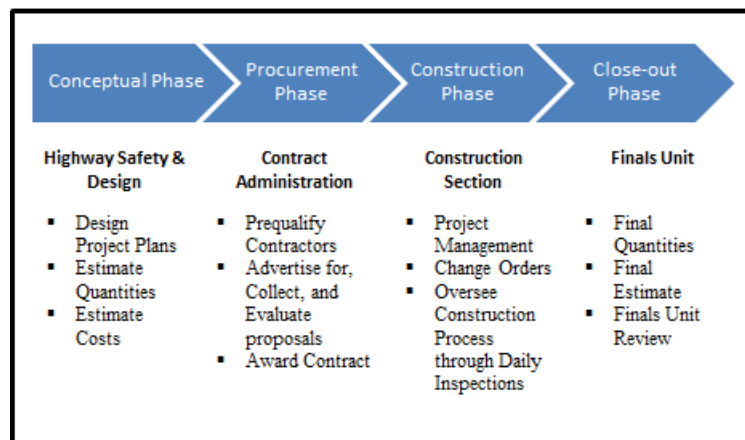 Conceptual Phase
Procurement
Phase
Construction
Phase
Close-out
Phase
Highway Safety &
Design
▪ Design
Project Plans
▪ Estimate
Quantities
▪ Estimate
Costs
Contract
Administration
▪ Prequalify
Contractors
▪ Advertise for,
Collect, and
Evaluate
proposals
▪ Award Contract
Construction
Section
▪ Project
Management
▪ Change Orders
▪ Oversee
Construction
Process
through Daily
Inspections
Finals Unit
▪ Final
Quantities
▪ Final
Estimate
▪ Finals Unit
Review